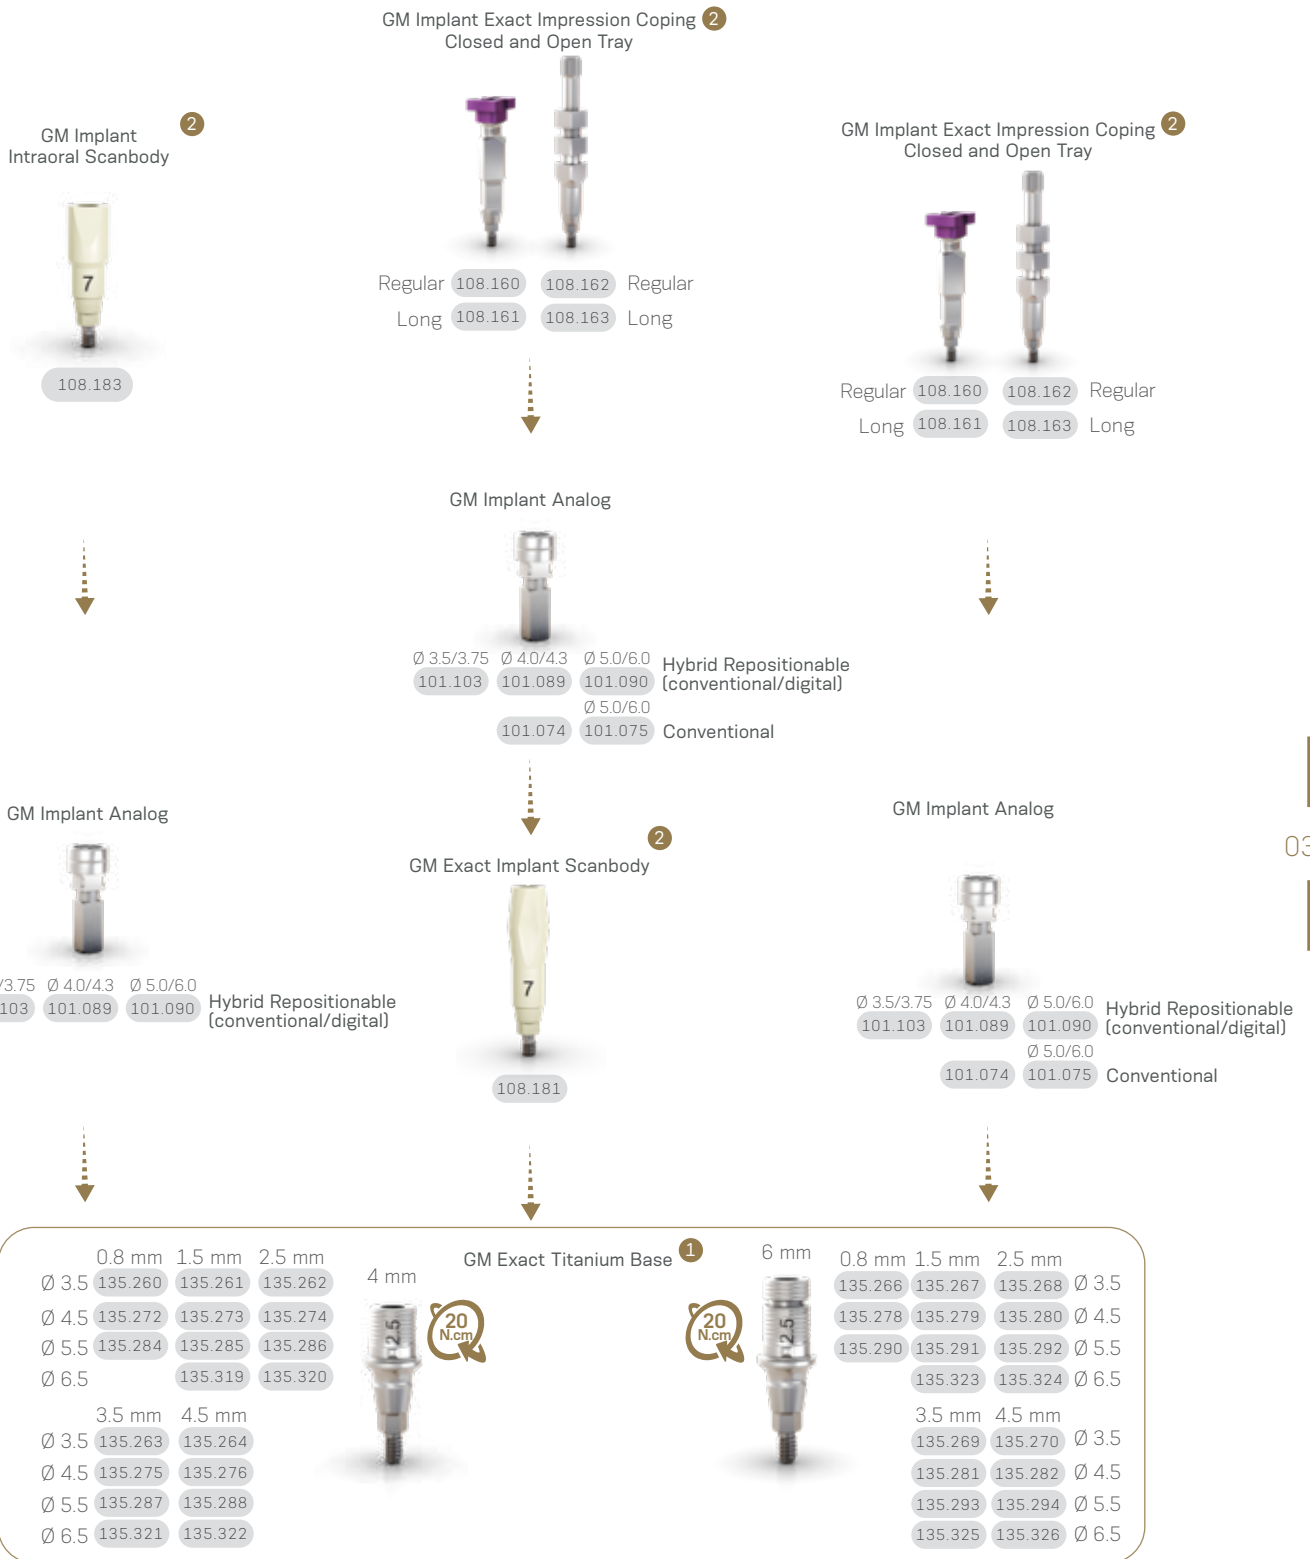 GM Implant Exact Impression Coping 2
Closed and Open Tray
Regular 108.160 108.162 Regular
Long 108.161 108.163 Long
GM Implant 2
Intraoral Scanbody
7
108.183
GM Implant Exact Impression Coping 2
Closed and Open Tray
Regular 108.160 108.162 Regular
Long 108.161 108.163 Long
GM Implant Analog
Ø 3.5/3.75 Ø 4.0/4.3 Ø 5.0/6.0
101.103 101.089 101.090
Hybrid Repositionable
(conventional/digital)
Ø 5.0/6.0
101.074 101.075 Conventional
GM Implant Analog
/3.75 Ø 4.0/4.3 Ø 5.0/6.0
103 101.089 101.090
Hybrid Repositionable
(conventional/digital)
GM Exact Implant Scanbody 2
7
108.181
GM Implant Analog
Ø 3.5/3.75 Ø 4.0/4.3 Ø 5.0/6.0
101.103 101.089 101.090
Hybrid Repositionable
(conventional/digital)
Ø 5.0/6.0
101.074 101.075 Conventional
03
GM Exact Titanium Base 1
0.8 mm 1.5 mm 2.5 mm
Ø 3.5 135.260 135.261 135.262
Ø 4.5 135.272 135.273 135.274
Ø 5.5 135.284 135.285 135.286
Ø 6.5 135.319 135.320
3.5 mm 4.5 mm
Ø 3.5 135.263 135.264
Ø 4.5 135.275 135.276
Ø 5.5 135.287 135.288
Ø 6.5 135.321 135.322
4 mm
2.5
20
N.cm
6 mm
2.5
20
N.cm
0.8 mm 1.5 mm 2.5 mm
135.266 135.267 135.268 Ø 3.5
135.278 135.279 135.280 Ø 4.5
135.290 135.291 135.292 Ø 5.5
135.323 135.324 Ø 6.5
3.5 mm 4.5 mm
135.269 135.270 Ø 3.5
135.281 135.282 Ø 4.5
135.293 135.294 Ø 5.5
135.325 135.326 Ø 6.5